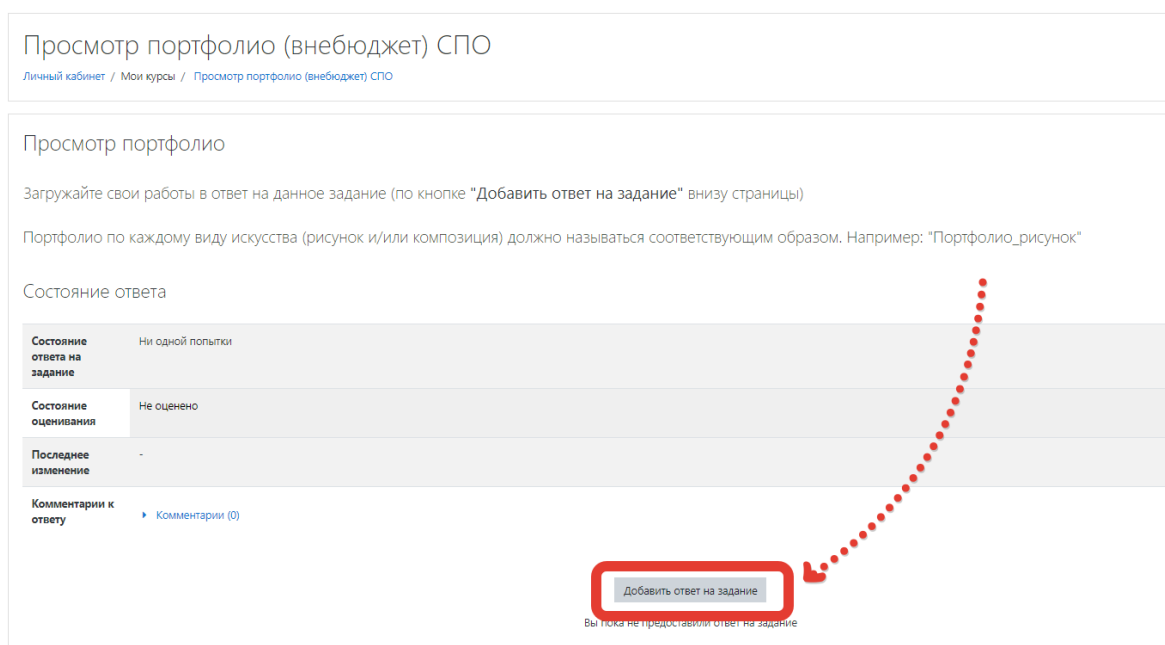 Просмотр портфолио (внебюджет) СПО
Личный кабинет / Мои курсы / Просмотр портфолио (внебюджет) СПО
Просмотр портфолио
Загружайте свои работы в ответ на данное задание (по кнопке "Добавить ответ на задание" внизу страницы)
Портфолио по каждому виду искусства (рисунок и/или композиция) должно называться соответствующим образом. Например: "Портфолио_рисунок"
Состояние ответа
Состояние ответа на задание Ни одной попытки
Состояние оценивания Не оценено
Последнее изменение -
Комментарии к ответу Комментарии (0)
Добавить ответ на задание
Вы пока не предоставили ответ на задание